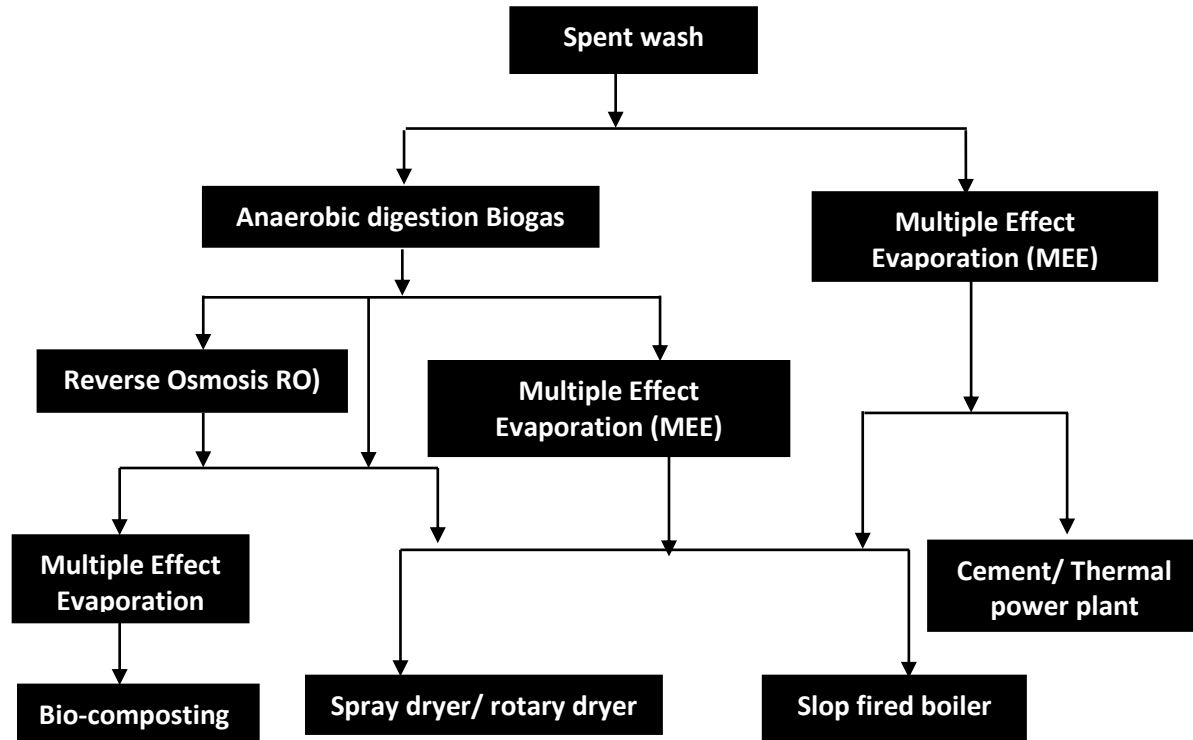 Spent wash
Anaerobic digestion Biogas
Multiple Effect
Evaporation (MEE)
Reverse Osmosis RO)
Multiple Effect
Evaporation (MEE)
Multiple Effect
Evaporation
Cement/ Thermal
power plant
Bio-composting
Spray dryer/ rotary dryer
Slop fired boiler